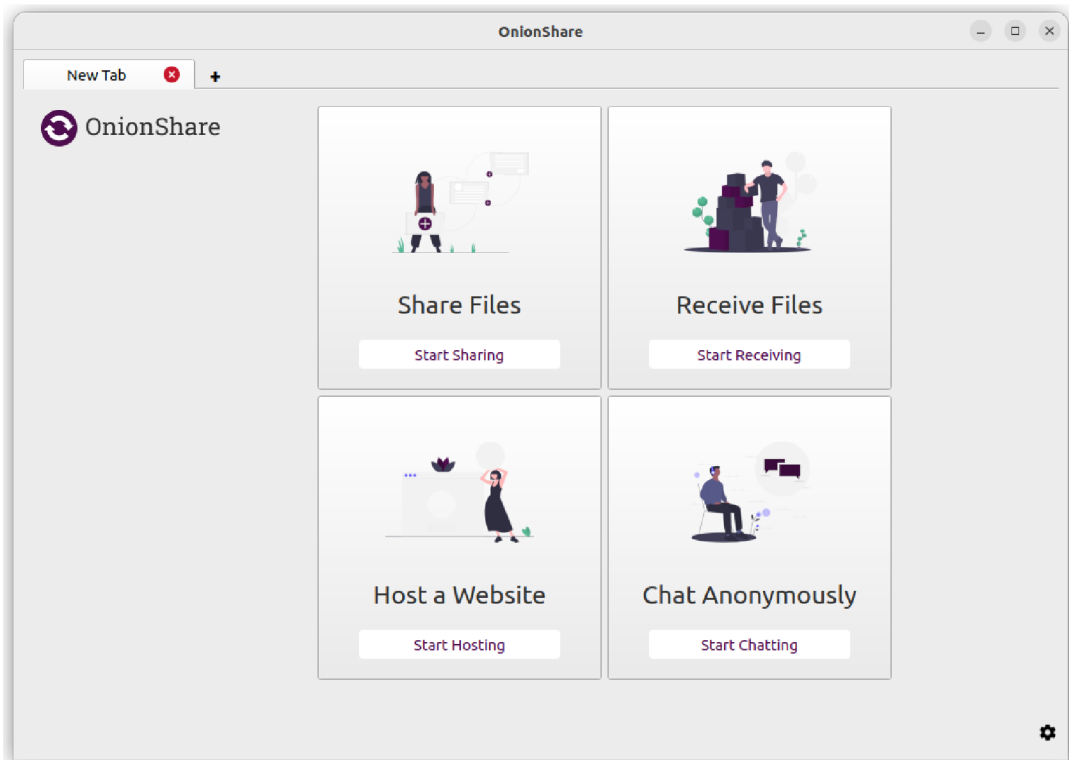 OnionShare
New Tab
OnionShare
Share Files
Start Sharing
Receive Files
Start Receiving
Host a Website
Start Hosting
Chat Anonymously
Start Chatting